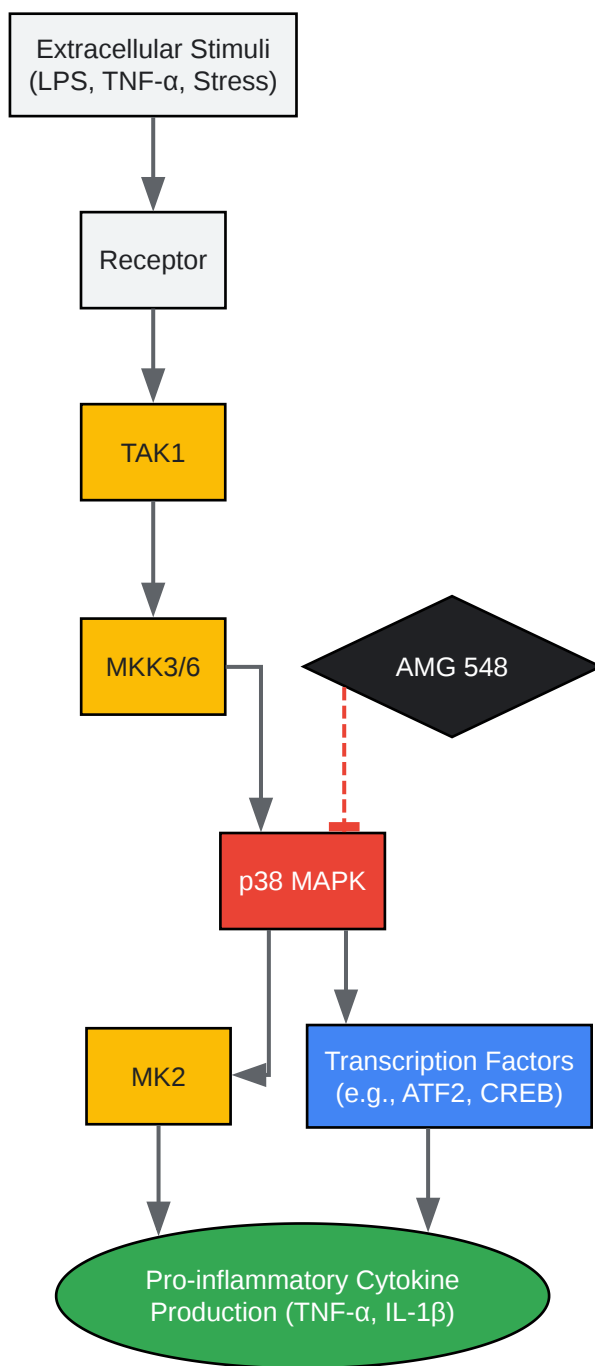 Extracellular Stimuli
(LPS, TNF-α, Stress)
Receptor
TAK1
MKK3/6
AMG 548
p38 MAPK
MK2
Transcription Factors
(e.g., ATF2, CREB)
Pro-inflammatory Cytokine
Production (TNF-α, IL-1β)